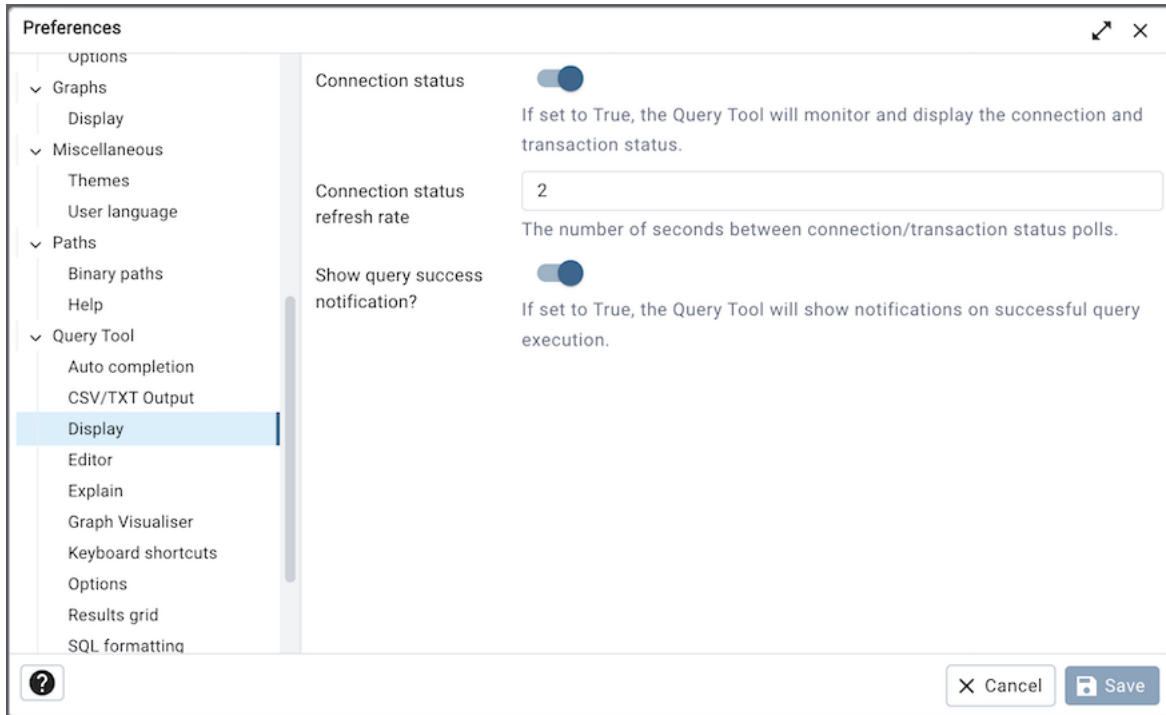 Preferences
Options
Graphs
Display
Miscellaneous
Themes
User language
Paths
Binary paths
Help
Query Tool
Auto completion
CSV/TXT Output
Display
Editor
Explain
Graph Visualiser
Keyboard shortcuts
Options
Results grid
SQL formatting
Connection status
If set to True, the Query Tool will monitor and display the connection and
transaction status.
Connection status
refresh rate
2
The number of seconds between connection/transaction status polls.
Show query success
notification?
If set to True, the Query Tool will show notifications on successful query
execution.
?
Cancel
Save